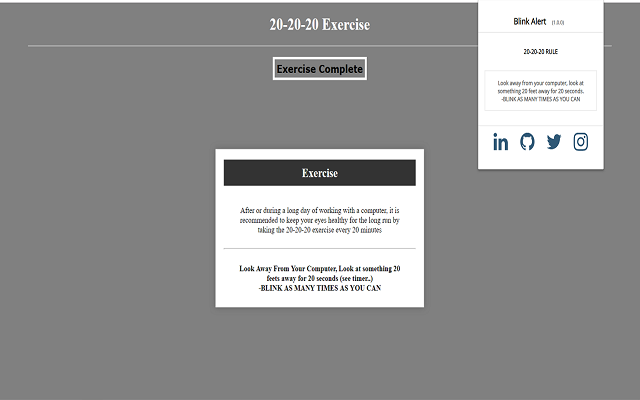 20-20-20 Exercise
Exercise Complete
Exercise
After or during a long day of working with a computer, it is
recommended to keep your eyes healthy for the long run by
taking the 20-20-20 exercise every 20 minutes
Look Away From Your Computer, Look at something 20
feets away for 20 seconds (see timer..)
-BLINK AS MANY TIMES AS YOU CAN
Blink Alert (1.0.0)
20-20-20 RULE
Look away from your computer, look at
something 20 feet away for 20 seconds.
-BLINK AS MANY TIMES AS YOU CAN
in